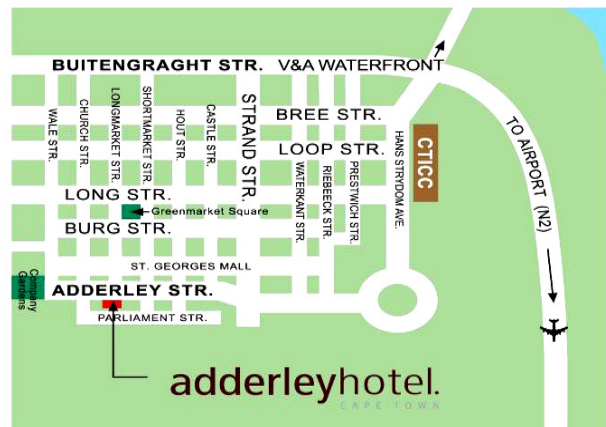 BUITENGRAGHT STR.
V&A WATERFRONT
WALE STR.
CHURCH STR.
LONGMARKET STR.
SHORTMARKET STR.
HOUT STR.
CASTLE STR.
STRAND STR.
BREE STR.
LOOP STR.
HANS STRYDOM AVE.
CTICC
TO AIRPORT (N2)
LONG STR.
Greenmarket Square
BURG STR.
WATERKANT STR.
RIEBEECK STR.
PRESTWICH STR.
ST. GEORGES MALL
Company
Gardens
ADDERLEY STR.
PARLIAMENT STR.
adderleyhotel.
CAPE TOWN